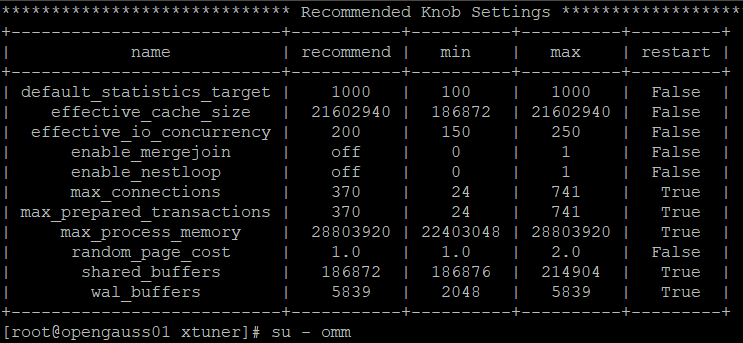 ***************************** Recommended Knob Settings ******************
+---------------------------+-----------+----------+----------+---------+
|            name           | recommend |   min    |   max    | restart |
+---------------------------+-----------+----------+----------+---------+
| default_statistics_target |    1000   |   100    |   1000   |  False  |
|    effective_cache_size   |  21602940 |  186872  | 21602940 |  False  |
|  effective_io_concurrency |    200    |   150    |   250    |  False  |
|      enable_mergejoin     |    off    |    0     |    1     |  False  |
|      enable_nestloop      |    off    |    0     |    1     |  False  |
|      max_connections      |    370    |    24    |   741    |   True  |
| max_prepared_transactions |    370    |    24    |   741    |   True  |
|     max_process_memory    |  28803920 | 22403048 | 28803920 |   True  |
|      random_page_cost     |    1.0    |   1.0    |   2.0    |  False  |
|       shared_buffers      |   186872  |  186876  |  214904  |   True  |
|        wal_buffers        |    5839   |   2048   |   5839   |   True  |
+---------------------------+-----------+----------+----------+---------+
[root@opengauss01 xtuner]# su - omm